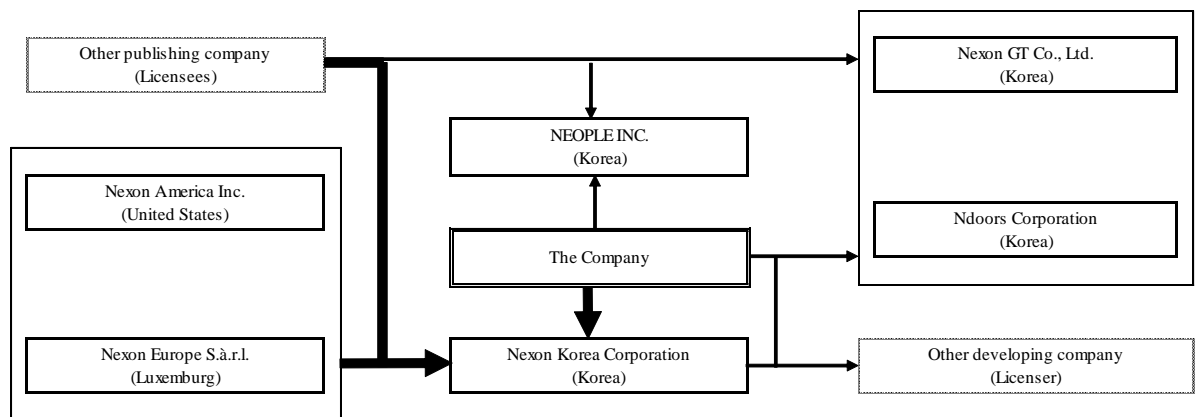 Other publishing company
(Licensees)
Nexon GT Co., Ltd.
(Korea)
NEOPLE INC.
(Korea)
Nexon America Inc.
(United States)
Ndoors Corporation
(Korea)
The Company
Nexon Europe S.à.r.l.
(Luxemburg)
Nexon Korea Corporation
(Korea)
Other developing company
(Licenser)